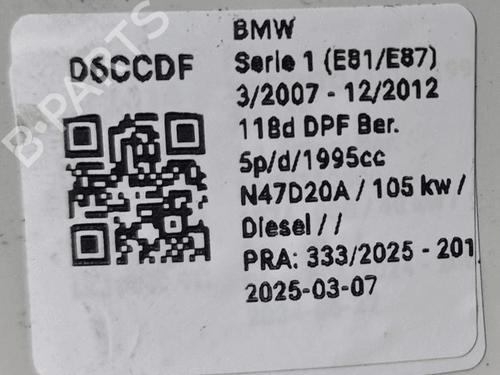 BMW
D6CCDF
Serie 1 (E81/E87)
3/2007 - 12/2012
118d DPF Ber.
5p/d/1995cc
N47D20A / 105 kw /
Diesel / /
PRA: 333/2025 - 201
2025-03-07
B-PARTS